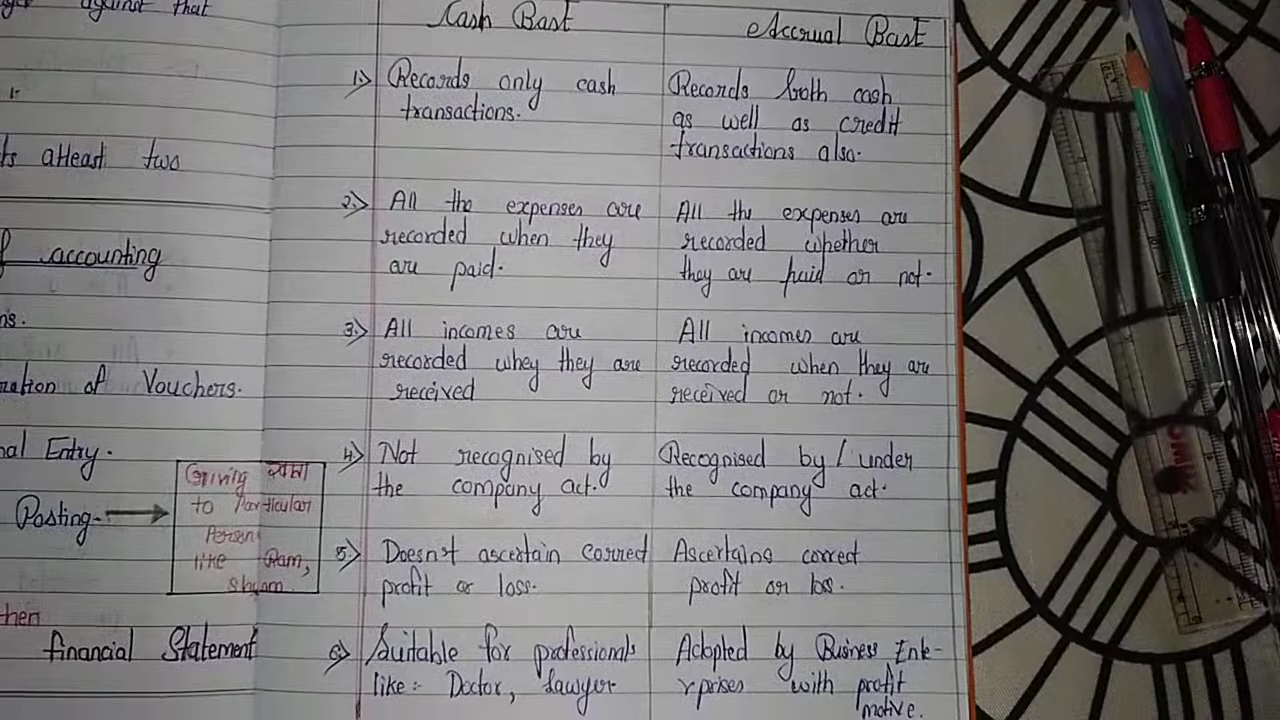 against that
ts atleast two
accounting
ns.
ration of Vouchers.
nal Entry.
Posting
Giving
to Particular
Person
like Ram,
Shyam
then
financial Statement
Cash Basi Accrual Basi
1) Records only cash
transactions.
Records both cash
as well as credit
transactions also.
2) All the expenses are
recorded when they
are paid.
All the expenses are
recorded whether
they are paid or not.
3) All incomes are
recorded whey they are
received
All incomes are
recorded when they are
received or not.
4) Not recognised by
the company act.
Recognised by / under
the company act.
5) Doesn't ascertain correct
profit or loss.
Ascertains correct
profit or loss.
6) Suitable for professionals
like:- Doctor, Lawyer
Adopted by Business Ente-
rprises with profit
motive.